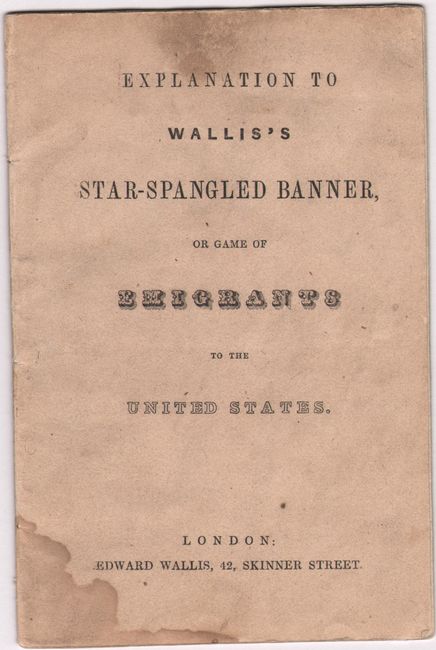 EXPLANATION TO
WALLIS'S
STAR-SPANGLED BANNER,
OR GAME OF
EMIGRANTS
TO THE
UNITED STATES.
LONDON:
EDWARD WALLIS, 42, SKINNER STREET.